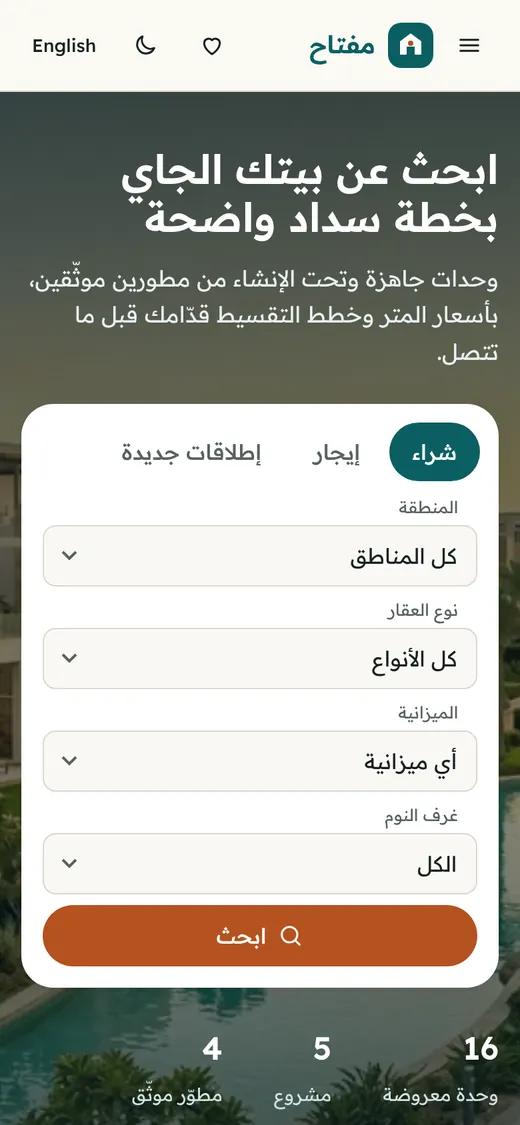 مفتاح
English
ابحث عن بيتك الجاي
بخطة سداد واضحة
وحدات جاهزة وتحت الإنشاء من مطورين موثّقين،
بأسعار المتر وخطط التقسيط قدّامك قبل ما
تتصل.
شراء إيجار إطلاقات جديدة
المنطقة
كل المناطق
نوع العقار
كل الأنواع
الميزانية
أي ميزانية
غرف النوم
الكل
ابحث
16 5 4
وحدة معروضة مشروع مطوّر موثّق